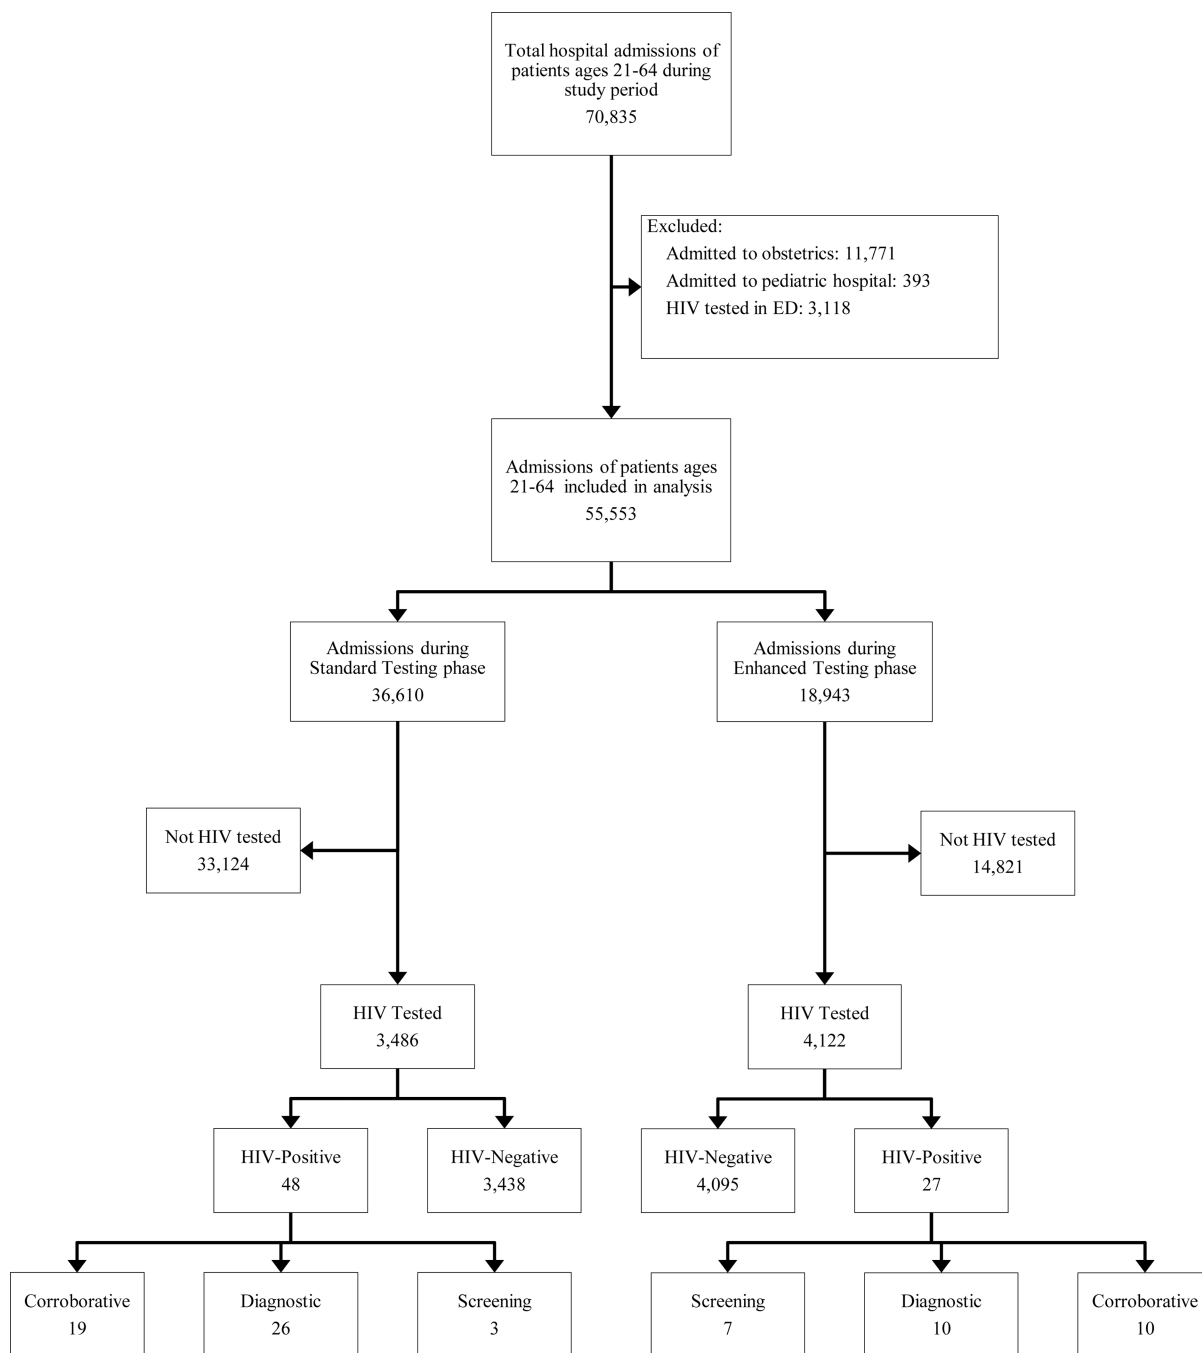 Total hospital admissions of
patients ages 21-64 during
study period
70,835
Excluded:
Admitted to obstetrics: 11,771
Admitted to pediatric hospital: 393
HIV tested in ED: 3,118
Admissions of patients ages
21-64 included in analysis
55,553
Admissions during
Standard Testing phase
36,610
Admissions during
Enhanced Testing phase
18,943
Not HIV tested
33,124
Not HIV tested
14,821
HIV Tested
3,486
HIV Tested
4,122
HIV-Positive
48
HIV-Negative
3,438
HIV-Negative
4,095
HIV-Positive
27
Corroborative
19
Diagnostic
26
Screening
3
Screening
7
Diagnostic
10
Corroborative
10